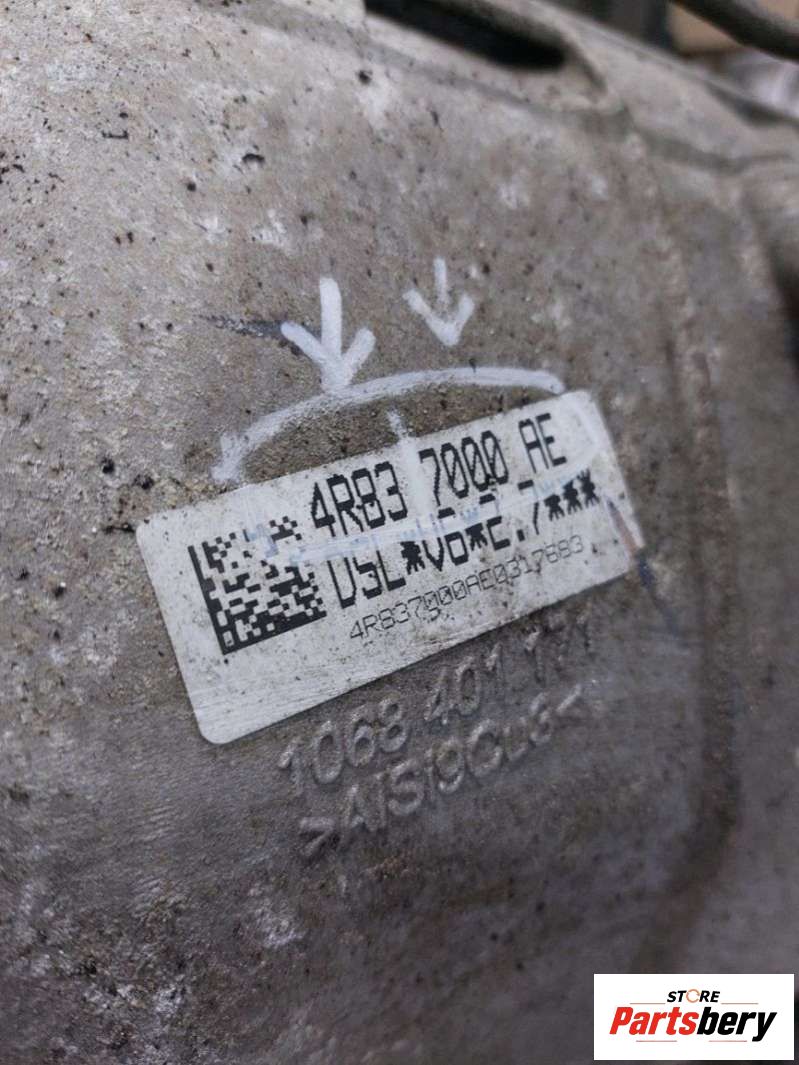 4R83 7000 AE
DSL*V6*2.7***
4R837000AE0317883
1068 401 171
>AlSi9Cu3<
STORE
Partsbery